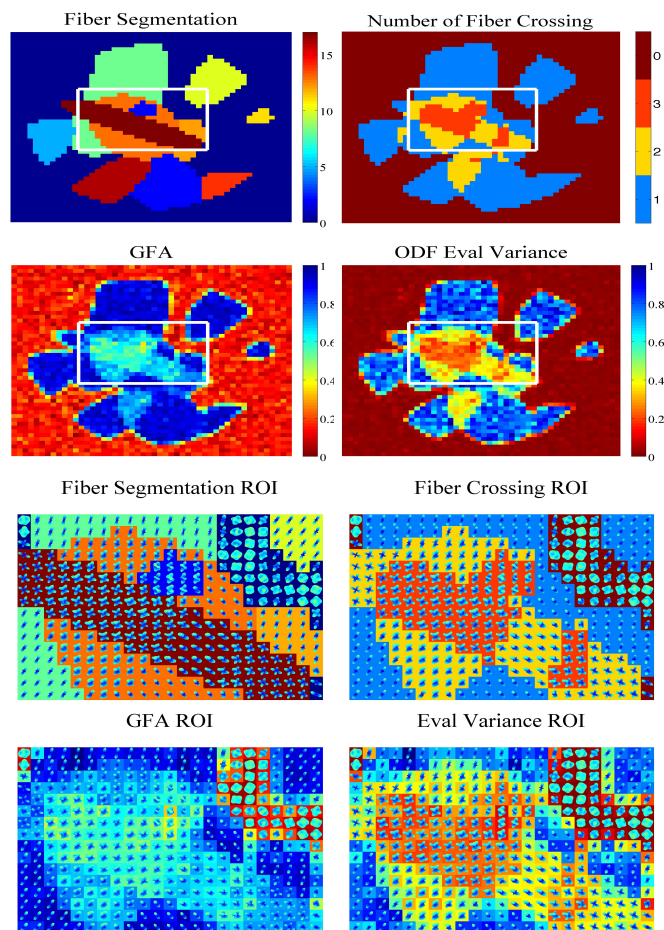 Fiber Segmentation
Number of Fiber Crossing
15
10
5
0
0
3
2
1
GFA
ODF Eval Variance
1
0.8
0.6
0.4
0.2
0
1
0.8
0.6
0.4
0.2
0
Fiber Segmentation ROI
Fiber Crossing ROI
GFA ROI
Eval Variance ROI